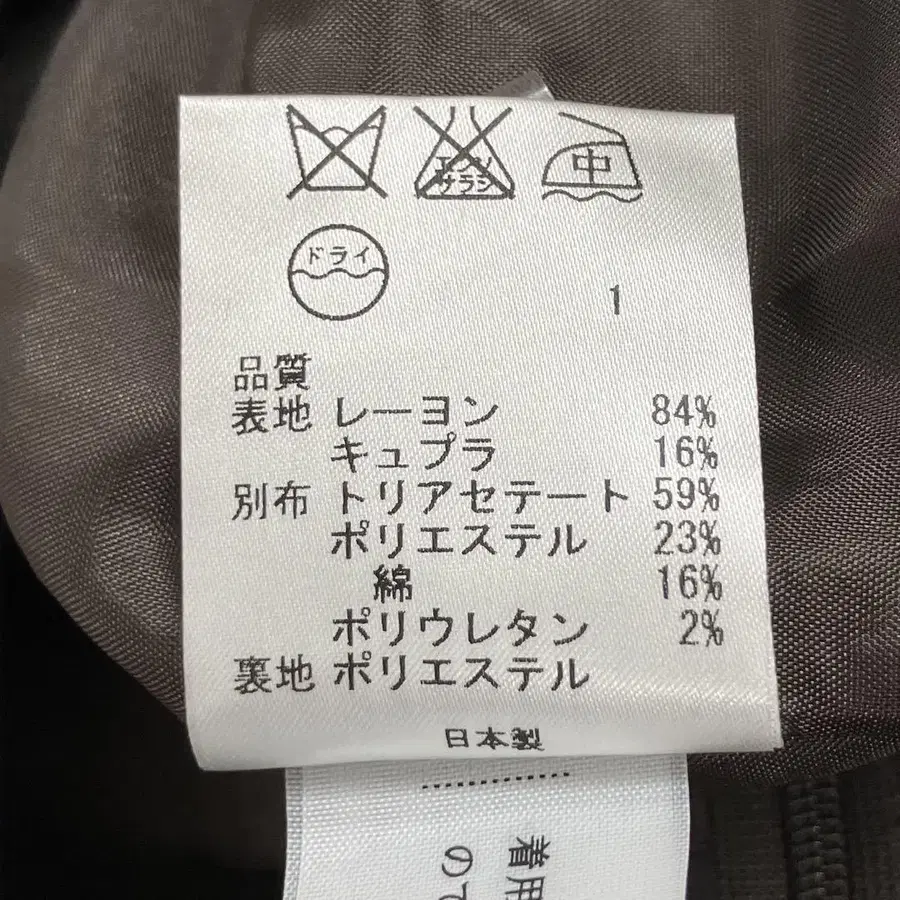 エンソ
サラシ
中
ドライ
1
品質
表地 レーヨン 84%
キュプラ 16%
別布 トリアセテート 59%
ポリエステル 23%
綿 16%
ポリウレタン 2%
裏地 ポリエステル
日本製
着用
ので